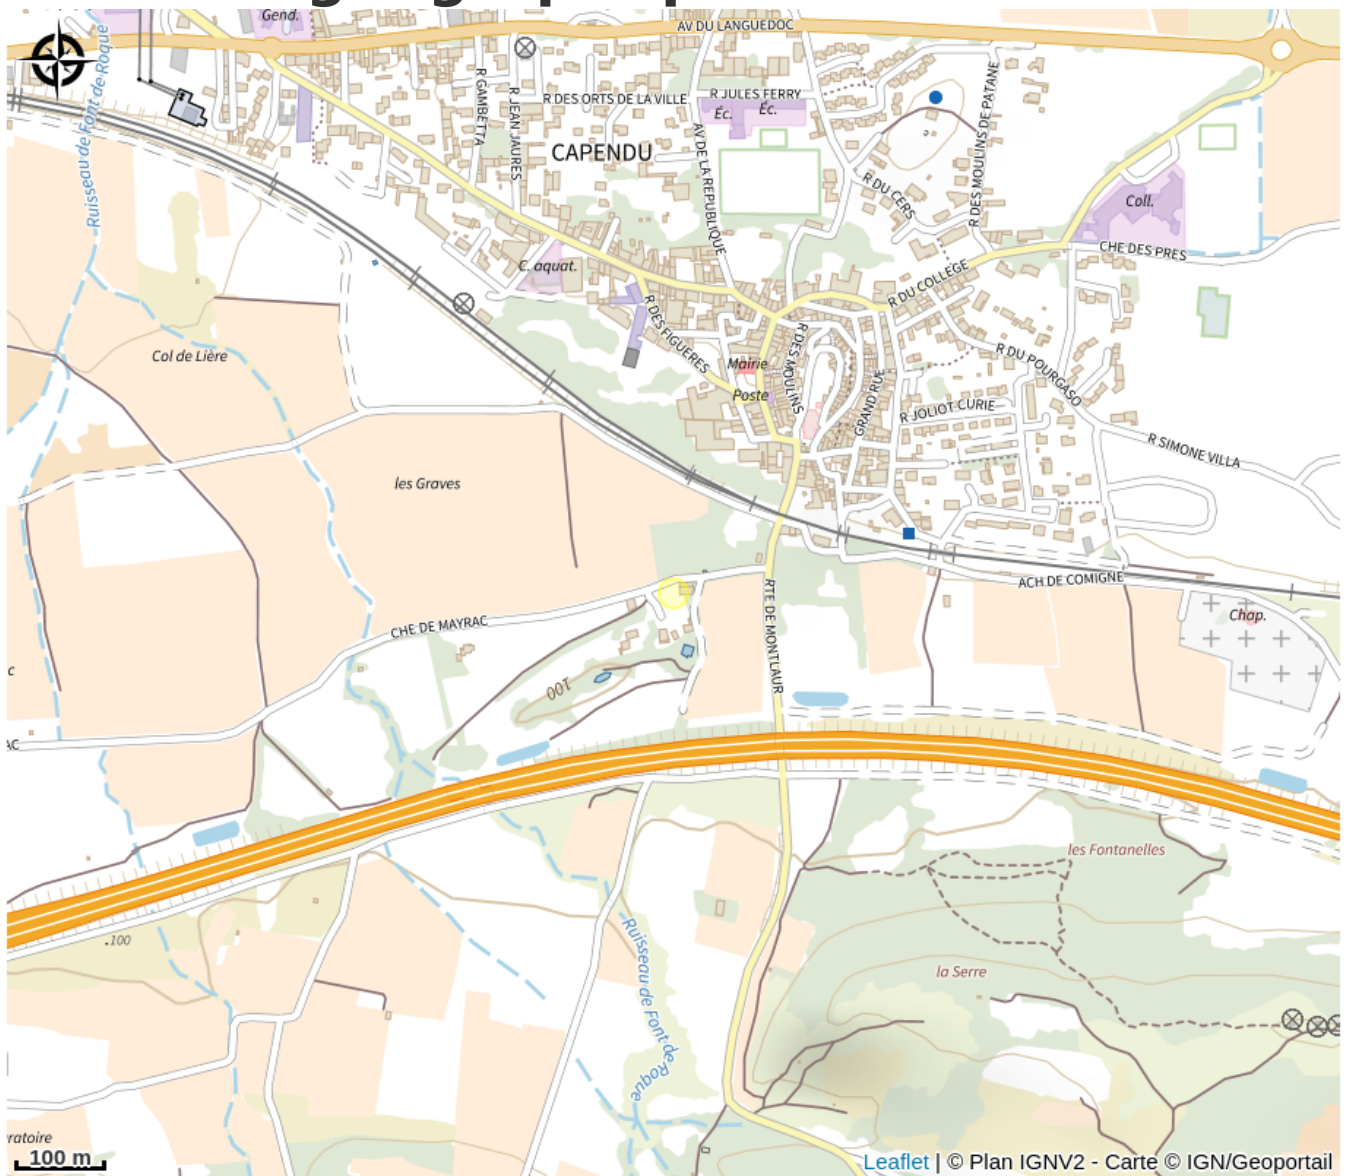 Gend.
AV DU LANGUEDOC
Ruisseau de Font de Roque
R GAMBETTA
R JEAN JAURES
R DES ORTS DE LA VILLE
R JULES FERRY
Éc.
Éc.
AV DE LA REPUBLIQUE
CAPENDU
R DU CERS
R DES MOULINS DE PATANE
Coll.
CHE DES PRES
C. aquat.
R DU COLLEGE
R DES FIGUERES
Col de Lière
Mairie
R DES MOULINS
R DU POURGASO
Poste
GRAND RUE
R JOLIOT CURIE
R SIMONE VILLA
les Graves
ACH DE COMIGNE
CHE DE MAYRAC
RTE DE MONTLAUR
Chap.
c
100
AC
les Fontanelles
.100
Ruisseau de Font de
Roque
la Serre
ratoire
100 m
Leaflet | © Plan IGNV2 - Carte © IGN/Geoportail